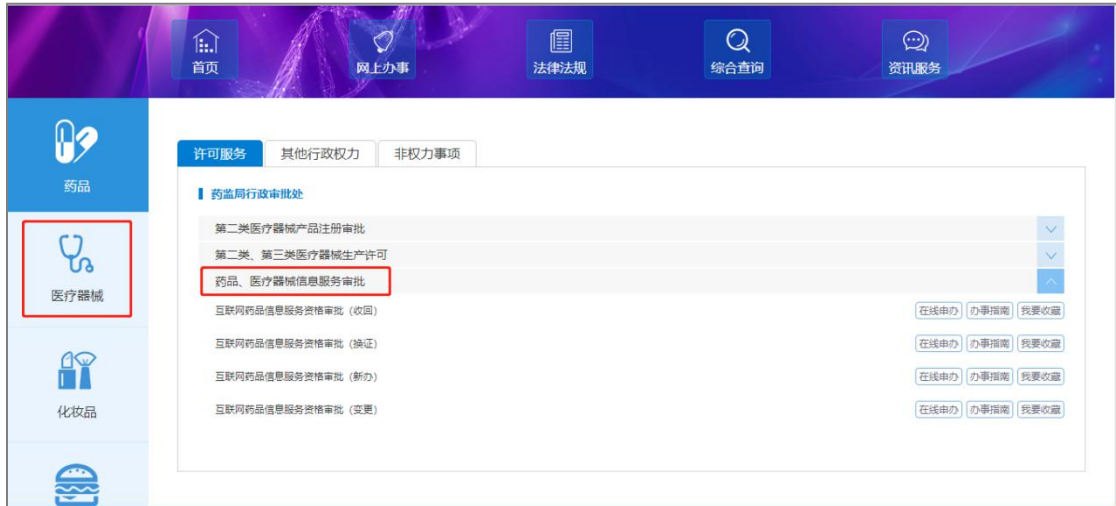 首页
网上办事
法律法规
综合查询
资讯服务
药品
医疗器械
化妆品
许可服务 其他行政权力 非权力事项
药监局行政审批处
第二类医疗器械产品注册审批
第二类、第三类医疗器械生产许可
药品、医疗器械信息服务审批
互联网药品信息服务资格审批（收回） 在线申办 办事指南 我要收藏
互联网药品信息服务资格审批（换证） 在线申办 办事指南 我要收藏
互联网药品信息服务资格审批（新办） 在线申办 办事指南 我要收藏
互联网药品信息服务资格审批（变更） 在线申办 办事指南 我要收藏